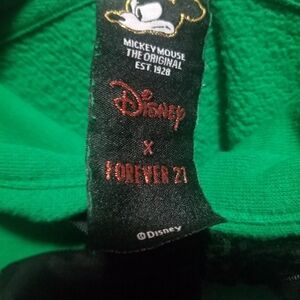 MICKEY MOUSE
THE ORIGINAL
EST. 1928
Disney
X
FOREVER 21
©Disney